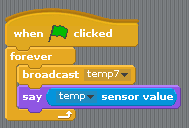 when clicked
forever
broadcast temp7
say temp sensor value